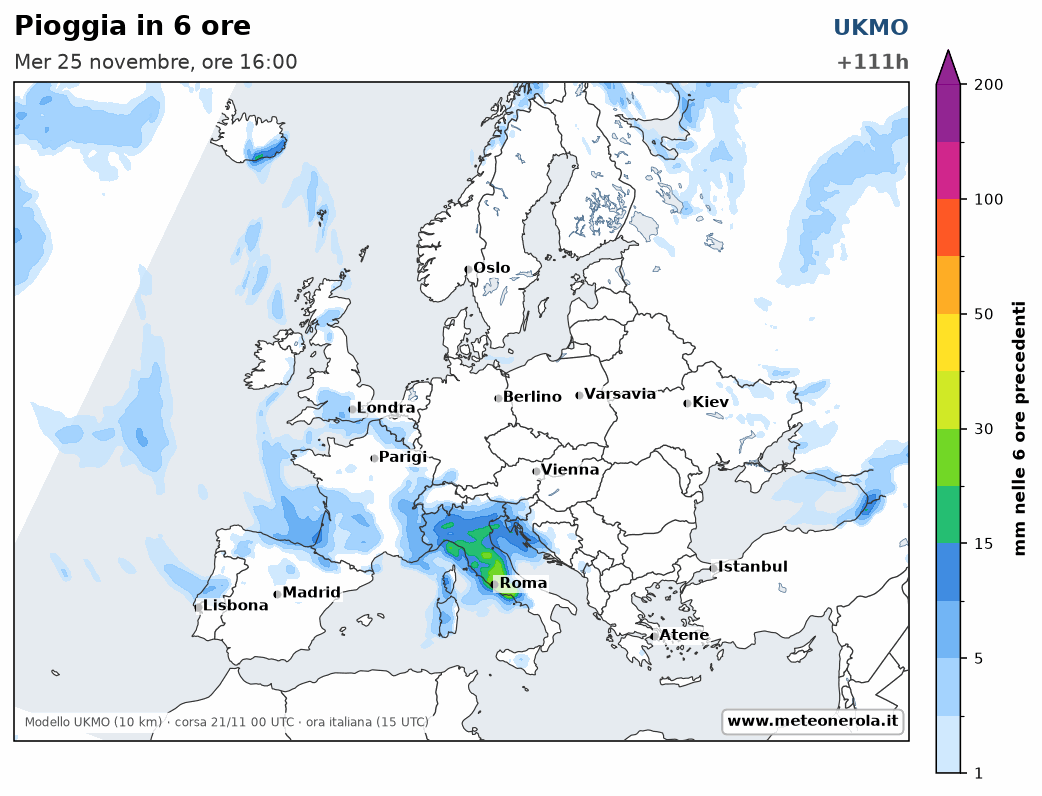 Pioggia in 6 ore
UKMO
Mer 25 novembre, ore 16:00
+111h
200
100
50
30
15
5
1
mm nelle 6 ore precedenti
Oslo
Berlino
Varsavia
Kiev
Londra
Parigi
Vienna
Istanbul
Roma
Madrid
Lisbona
Atene
Modello UKMO (10 km) · corsa 21/11 00 UTC · ora italiana (15 UTC)
www.meteonerola.it